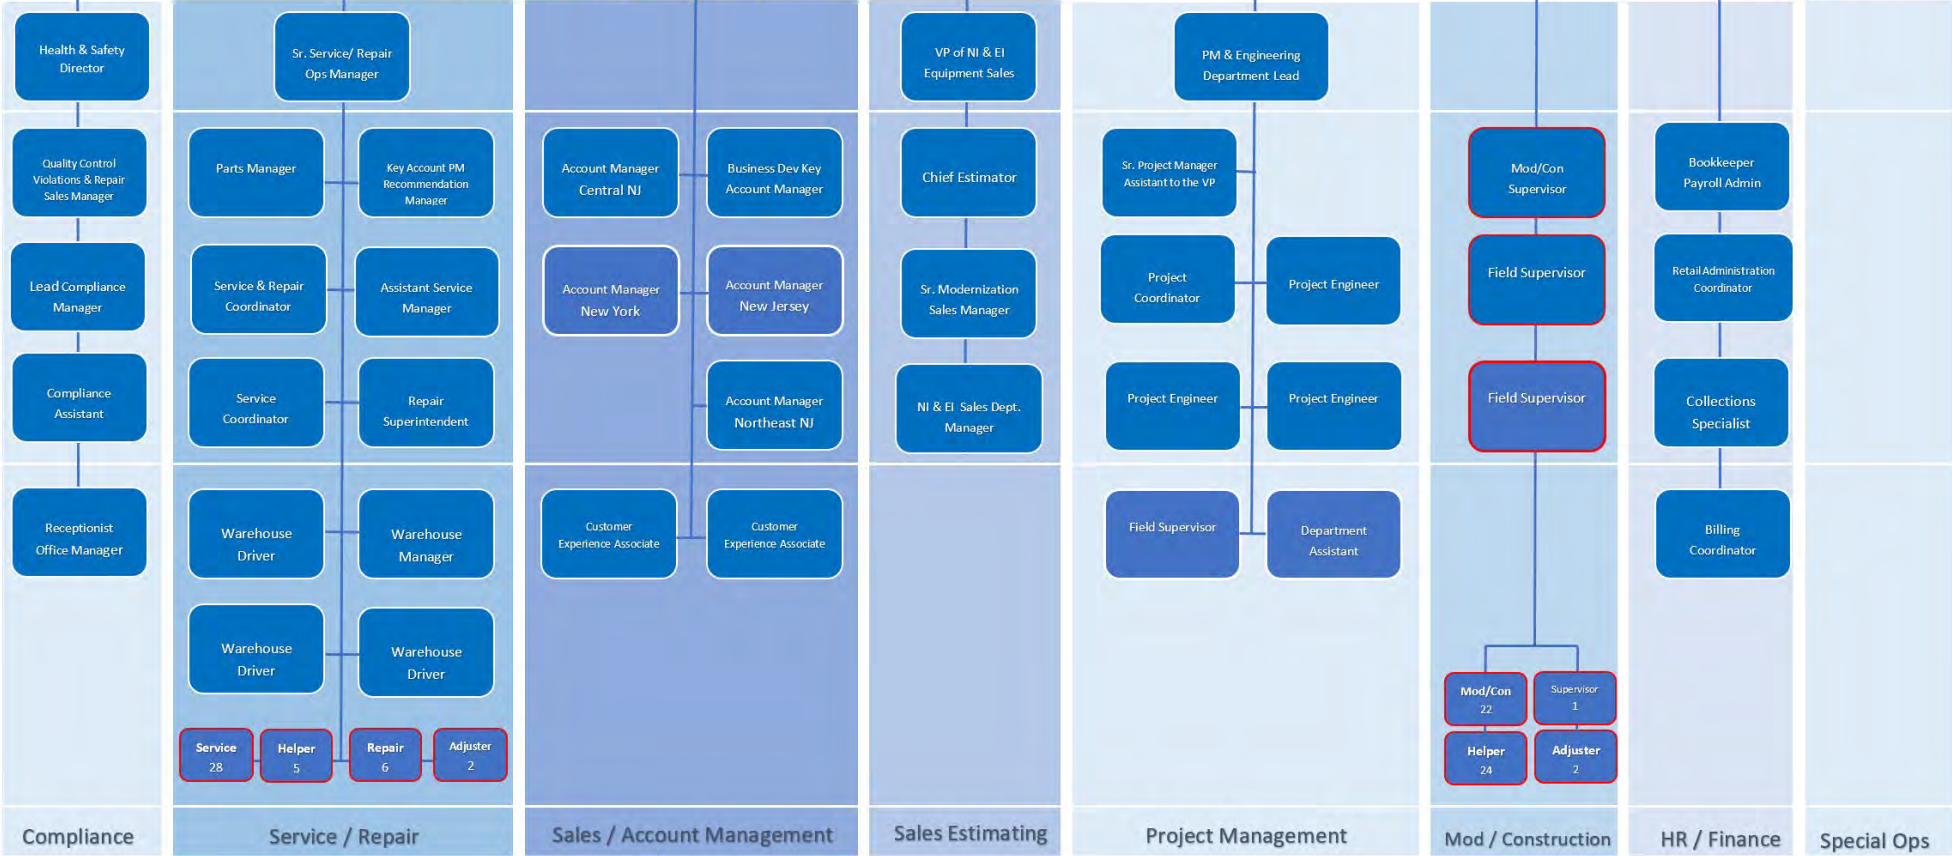 Health & Safety
Director
Quality Control
Violations & Repair
Sales Manager
Lead Compliance
Manager
Compliance
Assistant
Receptionist
Office Manager
Compliance
Sr. Service/ Repair
Ops Manager
Parts Manager
Key Account PM
Recommendation
Manager
Service & Repair
Coordinator
Assistant Service
Manager
Service
Coordinator
Repair
Superintendent
Warehouse
Driver
Warehouse
Manager
Warehouse
Driver
Warehouse
Driver
Service
28
Helper
5
Repair
6
Adjuster
2
Service / Repair
Account Manager
Central NJ
Business Dev Key
Account Manager
Account Manager
New York
Account Manager
New Jersey
Account Manager
Northeast NJ
Customer
Experience Associate
Customer
Experience Associate
Sales / Account Management
VP of NI & EI
Equipment Sales
Chief Estimator
Sr. Modernization
Sales Manager
NI & EI Sales Dept.
Manager
Sales Estimating
PM & Engineering
Department Lead
Sr. Project Manager
Assistant to the VP
Project
Coordinator
Project Engineer
Project Engineer
Project Engineer
Field Supervisor
Department
Assistant
Project Management
Mod/Con
Supervisor
Field Supervisor
Field Supervisor
Mod/Con
22
Supervisor
1
Helper
24
Adjuster
2
Mod / Construction
Bookkeeper
Payroll Admin
Retail Administration
Coordinator
Collections
Specialist
Billing
Coordinator
HR / Finance
Special Ops